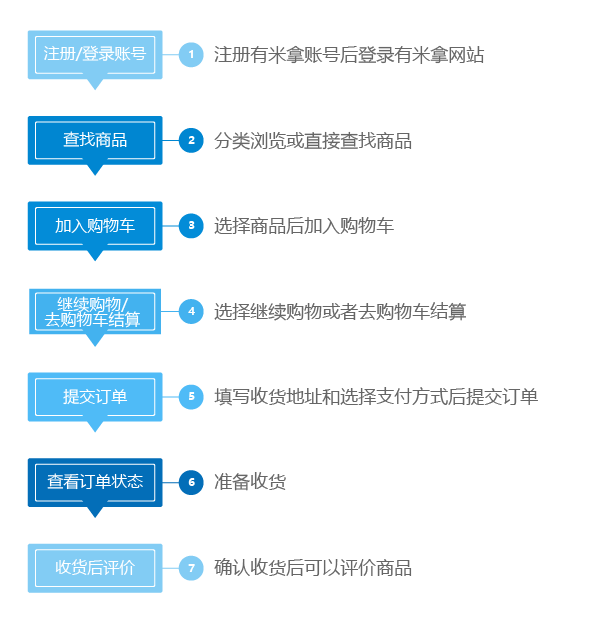 注册/登录账号
1
注册有米拿账号后登录有米拿网站
查找商品
2
分类浏览或直接查找商品
加入购物车
3
选择商品后加入购物车
继续购物/
去购物车结算
4
选择继续购物或者去购物车结算
提交订单
5
填写收货地址和选择支付方式后提交订单
查看订单状态
6
准备收货
收货后评价
7
确认收货后可以评价商品